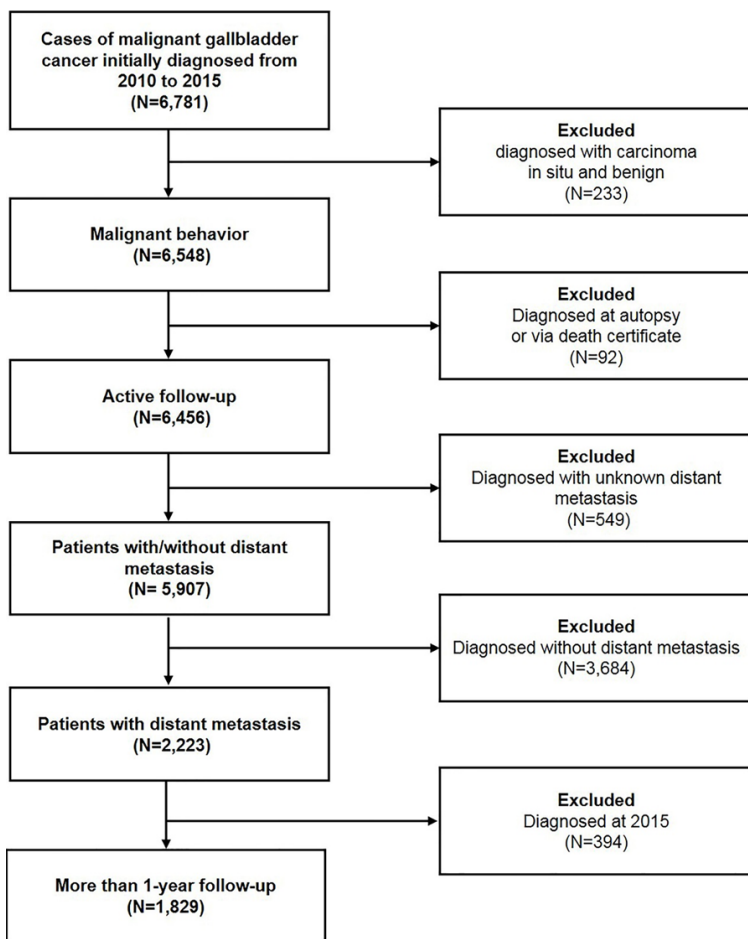 Cases of malignant gallbladder
cancer initially diagnosed from
2010 to 2015
(N=6,781)
Excluded
diagnosed with carcinoma
in situ and benign
(N=233)
Malignant behavior
(N=6,548)
Excluded
Diagnosed at autopsy
or via death certificate
(N=92)
Active follow-up
(N=6,456)
Excluded
Diagnosed with unknown distant
metastasis
(N=549)
Patients with/without distant
metastasis
(N= 5,907)
Excluded
Diagnosed without distant metastasis
(N=3,684)
Patients with distant metastasis
(N=2,223)
Excluded
Diagnosed at 2015
(N=394)
More than 1-year follow-up
(N=1,829)